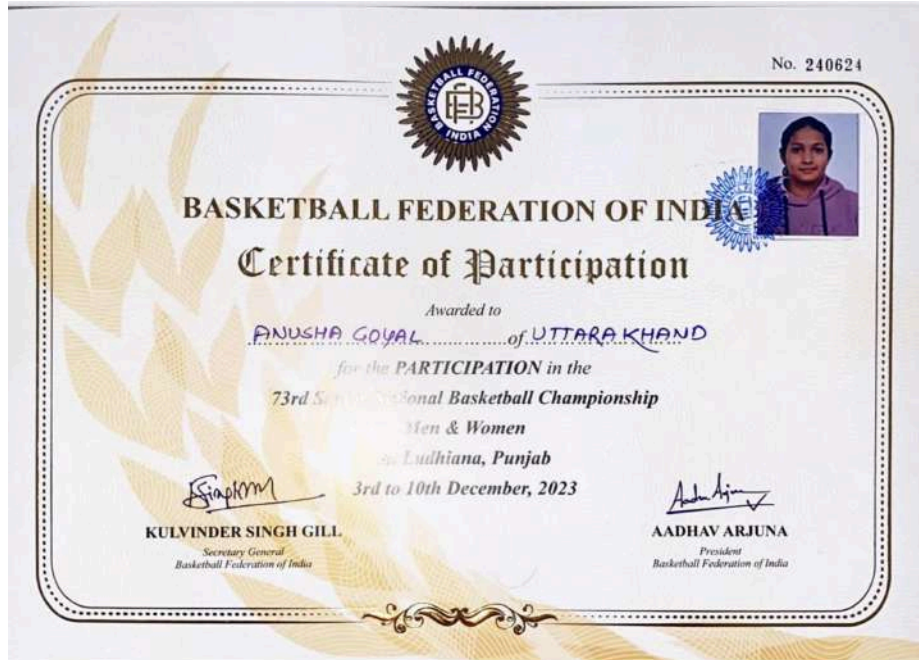 No. 240624
BASKETBALL FEDERATION INDIA
BFI
BASKETBALL FEDERATION OF INDIA
Certificate of Participation
Awarded to
ANUSHA GOYAL of UTTARAKHAND
for the PARTICIPATION in the
73rd Basketball Championship
Men & Women
Ludhiana, Punjab
3rd to 10th December, 2023
KULVINDER SINGH GILL
AADHAV ARJUNA
Secretary General
President
Basketball Federation of India
Basketball Federation of India